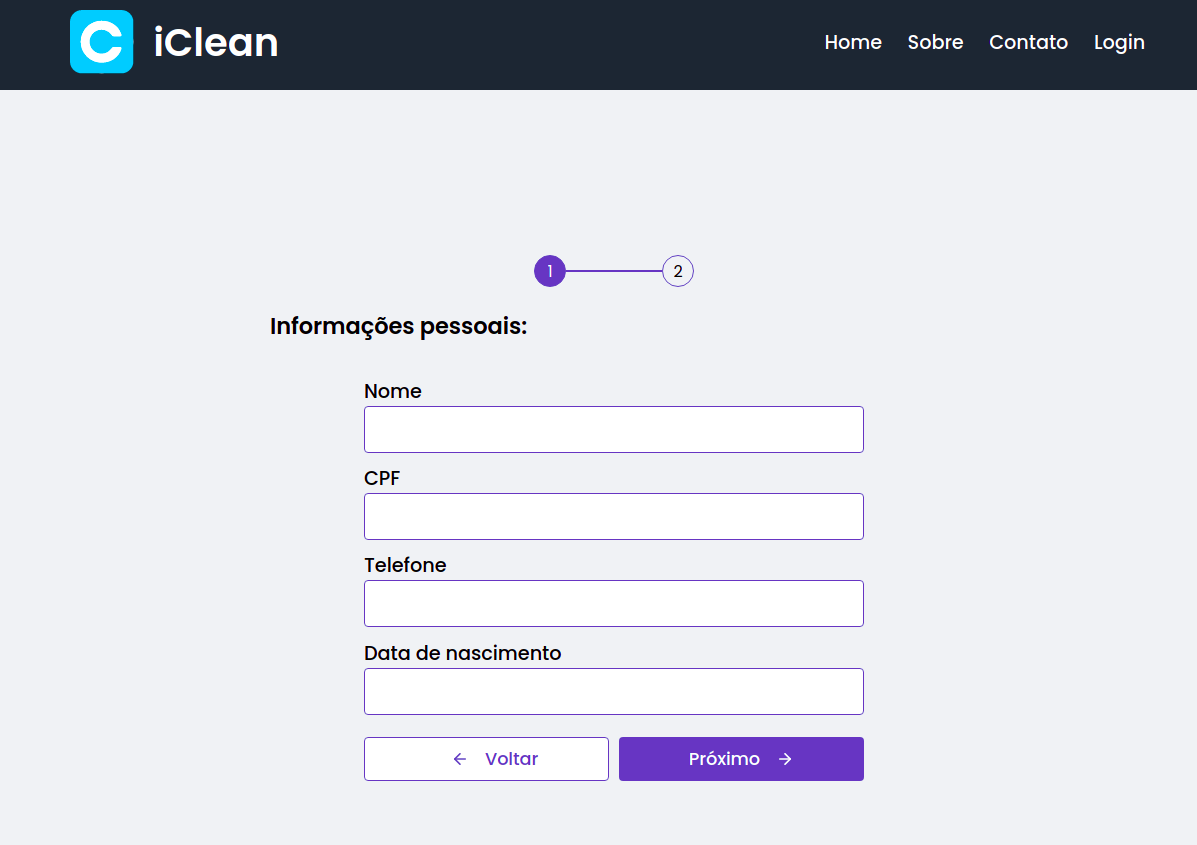 C iClean
Home Sobre Contato Login
1 2
Informações pessoais:
Nome
CPF
Telefone
Data de nascimento
Voltar Próximo